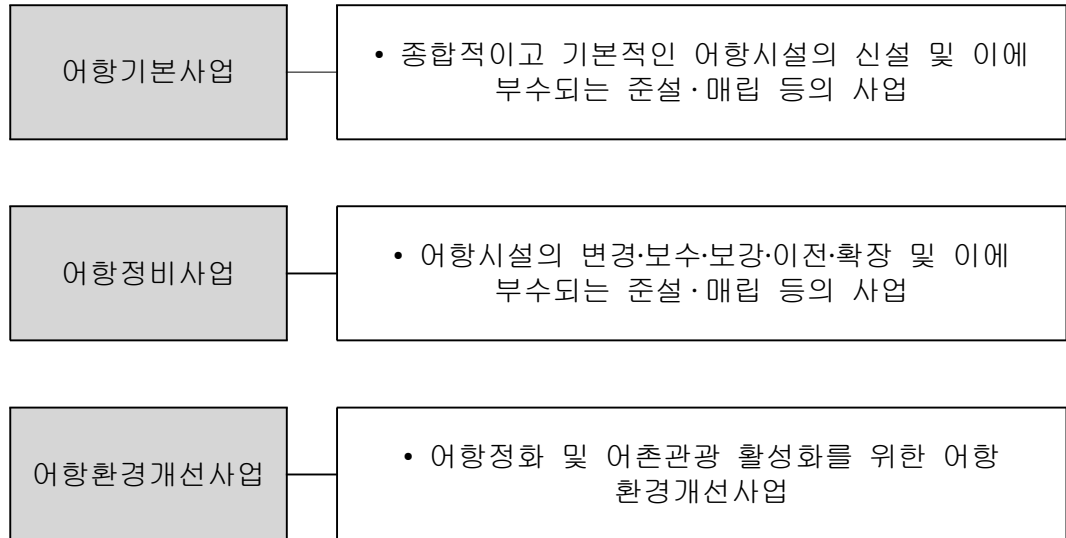 어항기본사업
• 종합적이고 기본적인 어항시설의 신설 및 이에
부수되는 준설·매립 등의 사업
어항정비사업
• 어항시설의 변경·보수·보강·이전·확장 및 이에
부수되는 준설·매립 등의 사업
어항환경개선사업
• 어항정화 및 어촌관광 활성화를 위한 어항
환경개선사업